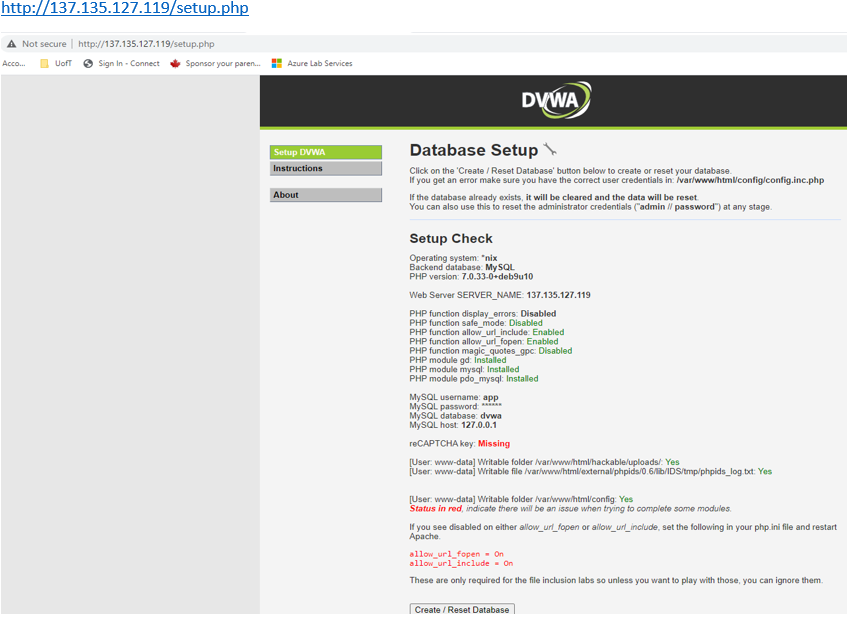 http://137.135.127.119/setup.php
Not secure | http://137.135.127.119/setup.php
Acco... UofT Sign In - Connect Sponsor your paren... Azure Lab Services
DVWA
Setup DVWA
Instructions
About
Database Setup
Click on the 'Create / Reset Database' button below to create or reset your database.
If you get an error make sure you have the correct user credentials in: /var/www/html/config/config.inc.php
If the database already exists, it will be cleared and the data will be reset.
You can also use this to reset the administrator credentials ("admin // password") at any stage.
Setup Check
Operating system: *nix
Backend database: MySQL
PHP version: 7.0.33-0+deb9u10
Web Server SERVER_NAME: 137.135.127.119
PHP function display_errors: Disabled
PHP function safe_mode: Disabled
PHP function allow_url_include: Enabled
PHP function allow_url_fopen: Enabled
PHP function magic_quotes_gpc: Disabled
PHP module gd: Installed
PHP module mysql: Installed
PHP module pdo_mysql: Installed
MySQL username: app
MySQL password: ******
MySQL database: dvwa
MySQL host: 127.0.0.1
reCAPTCHA key: Missing
[User: www-data] Writable folder /var/www/html/hackable/uploads/: Yes
[User: www-data] Writable file /var/www/html/external/phpids/0.6/lib/IDS/tmp/phpids_log.txt: Yes
[User: www-data] Writable folder /var/www/html/config: Yes
Status in red, indicate there will be an issue when trying to complete some modules.
If you see disabled on either allow_url_fopen or allow_url_include, set the following in your php.ini file and restart
Apache.
allow_url_fopen = On
allow_url_include = On
These are only required for the file inclusion labs so unless you want to play with those, you can ignore them.
Create / Reset Database